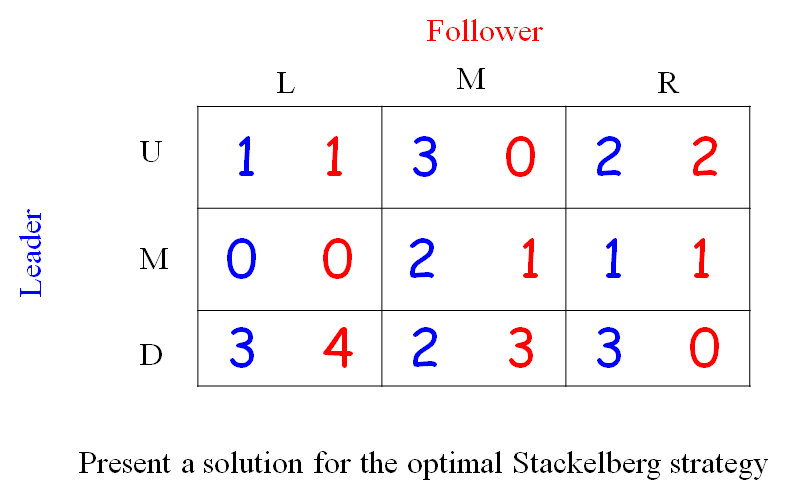 Follower
L M R
U 1 1 3 0 2 2
M 0 0 2 1 1 1
Leader
D 3 4 2 3 3 0
Present a solution for the optimal Stackelberg strategy